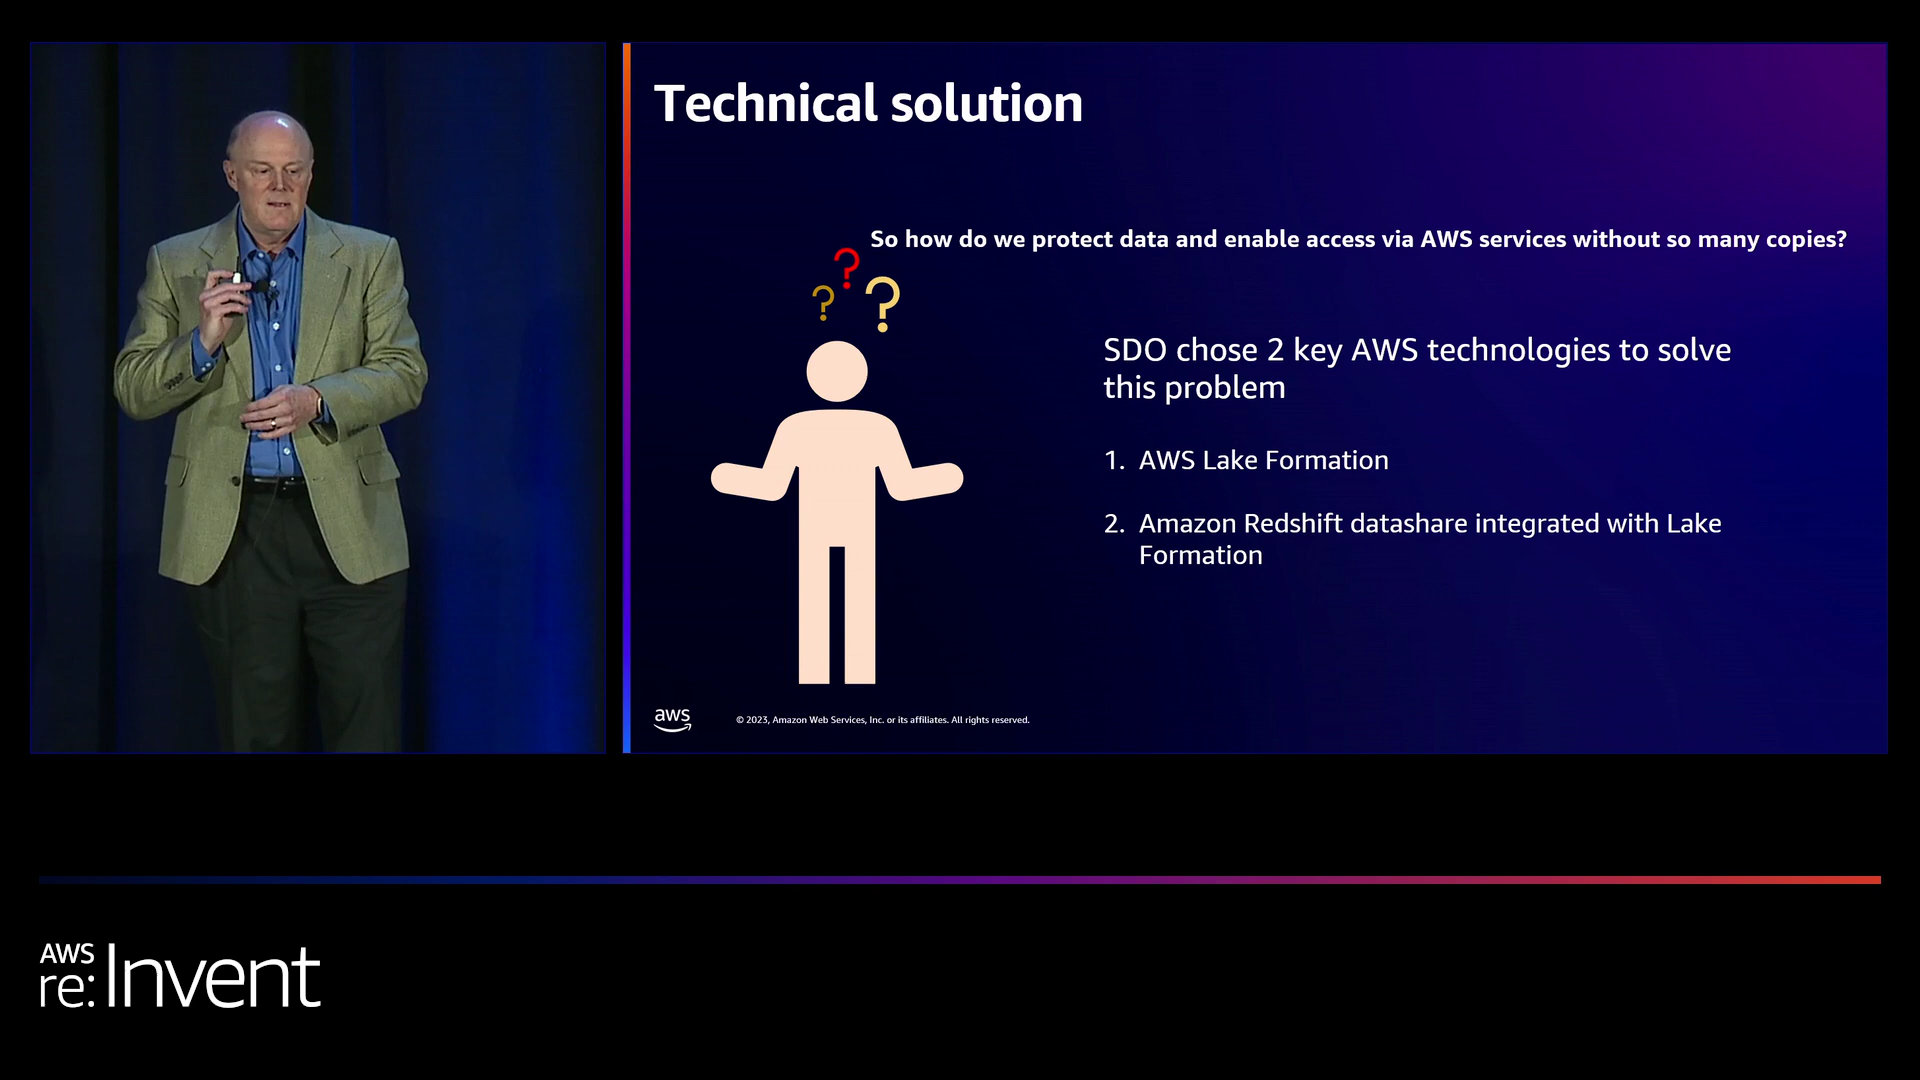 Technical solution
So how do we protect data and enable access via AWS services without so many copies?
? ? ?
SDO chose 2 key AWS technologies to solve
this problem
1. AWS Lake Formation
2. Amazon Redshift datashare integrated with Lake
Formation
aws
© 2023, Amazon Web Services, Inc. or its affiliates. All rights reserved.
AWS
re:Invent